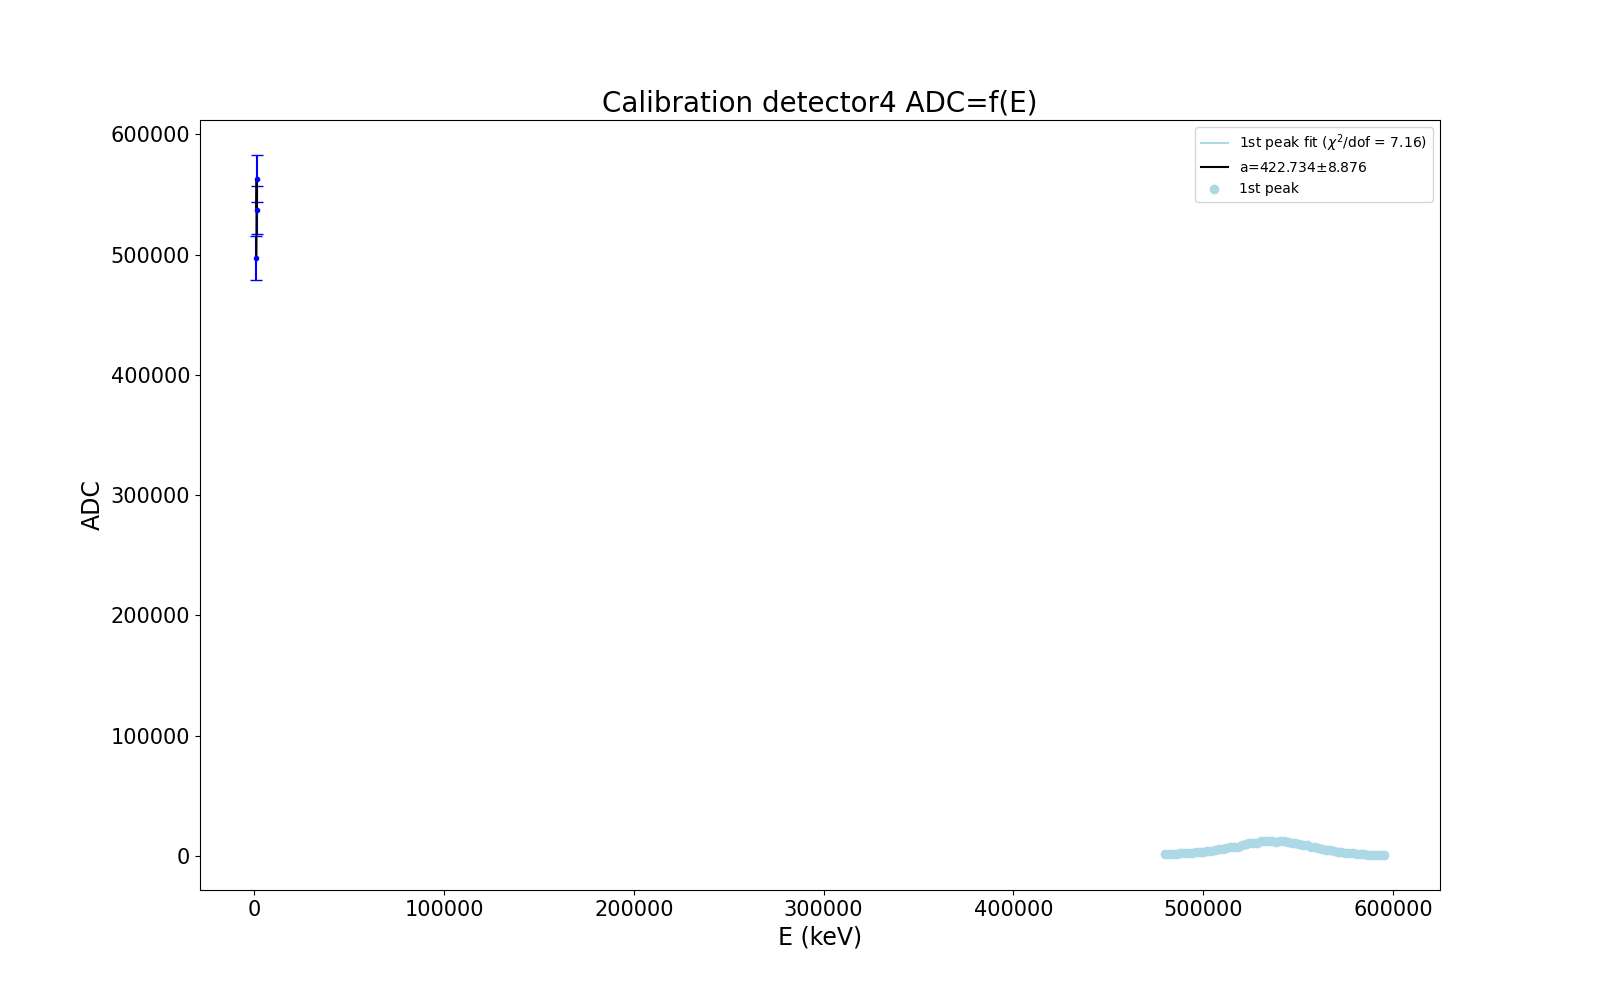 Calibration detector4 ADC=f(E)
1st peak fit (χ²/dof = 7.16)
a=422.734±8.876
1st peak
600000
500000
400000
300000
200000
100000
0
ADC
0 100000 200000 300000 400000 500000 600000
E (keV)